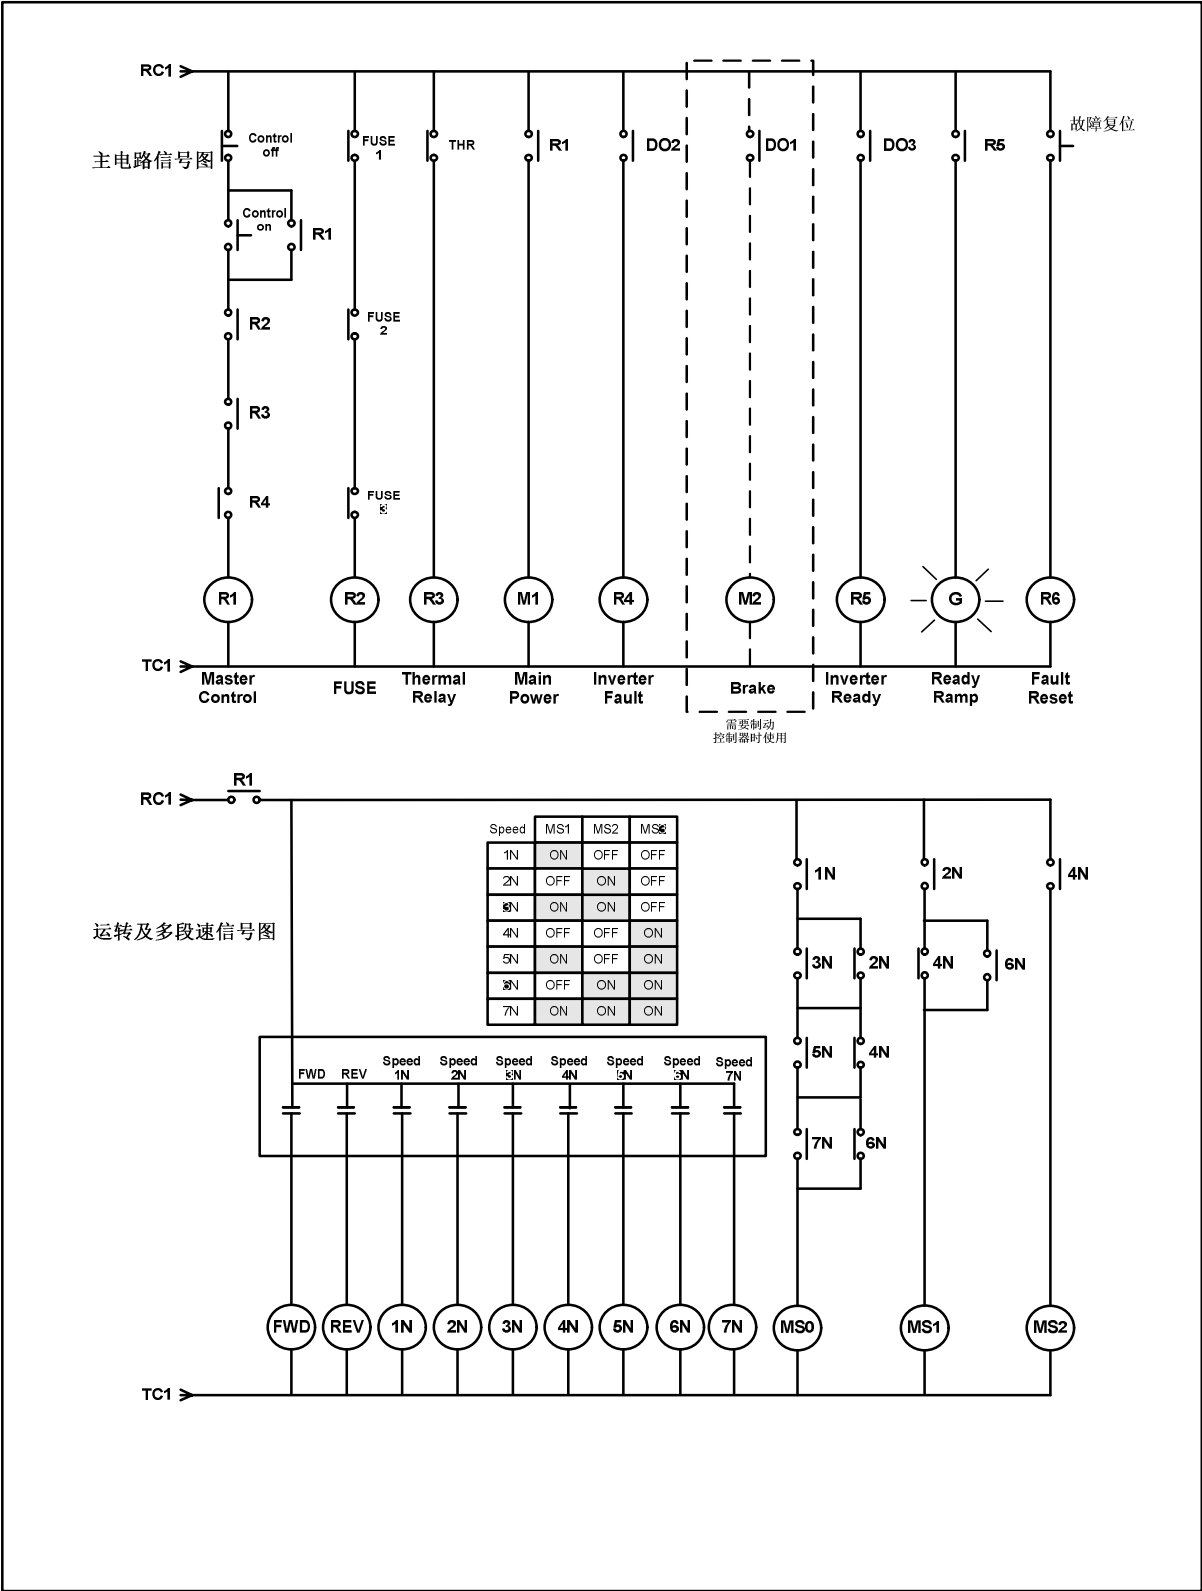 RC1
主电路信号图
Control
off
FUSE
1
THR
R1
DO2
DO1
DO3
R5
故障复位
Control
on
R1
R2
FUSE
2
R3
R4
FUSE
3
R1
R2
R3
M1
R4
M2
R5
G
R6
TC1
Master
Control
FUSE
Thermal
Relay
Main
Power
Inverter
Fault
Brake
Inverter
Ready
Ready
Ramp
Fault
Reset
需要制动
控制器时使用
RC1
R1
运转及多段速信号图
Speed MS1 MS2 MS3
1N ON OFF OFF
2N OFF ON OFF
3N ON ON OFF
4N OFF OFF ON
5N ON OFF ON
6N OFF ON ON
7N ON ON ON
1N
2N
4N
3N
2N
4N
6N
5N
4N
7N
6N
FWD
REV
Speed
1N
Speed
2N
Speed
3N
Speed
4N
Speed
5N
Speed
6N
Speed
7N
FWD
REV
1N
2N
3N
4N
5N
6N
7N
MS0
MS1
MS2
TC1